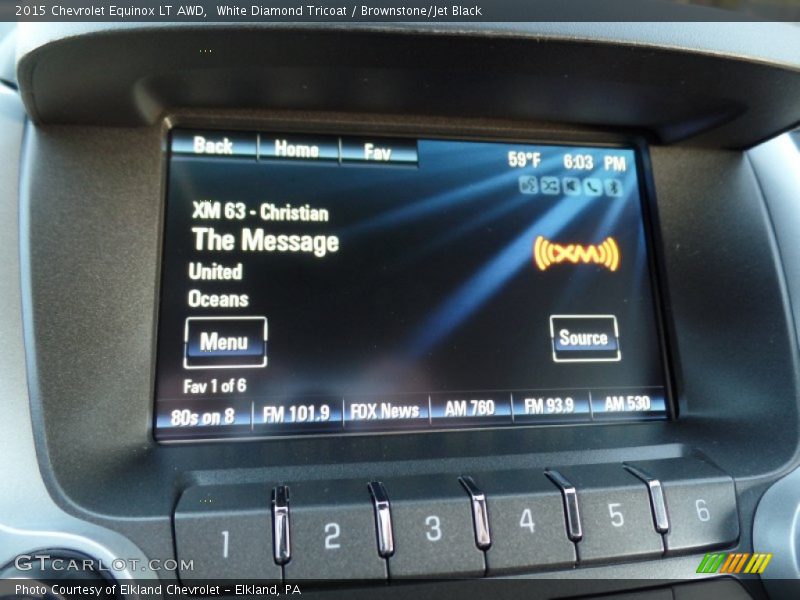 2015 Chevrolet Equinox LT AWD,  White Diamond Tricoat / Brownstone/Jet Black
Back Home Fav
59°F 6:03 PM
XM 63 - Christian
The Message
XM
United
Oceans
Menu Source
Fav 1 of 6
80s on 8 FM 101.9 FOX News AM 760 FM 93.9 AM 530
1 2 3 4 5 6
GTCARLOT.COM
Photo Courtesy of Elkland Chevrolet - Elkland, PA